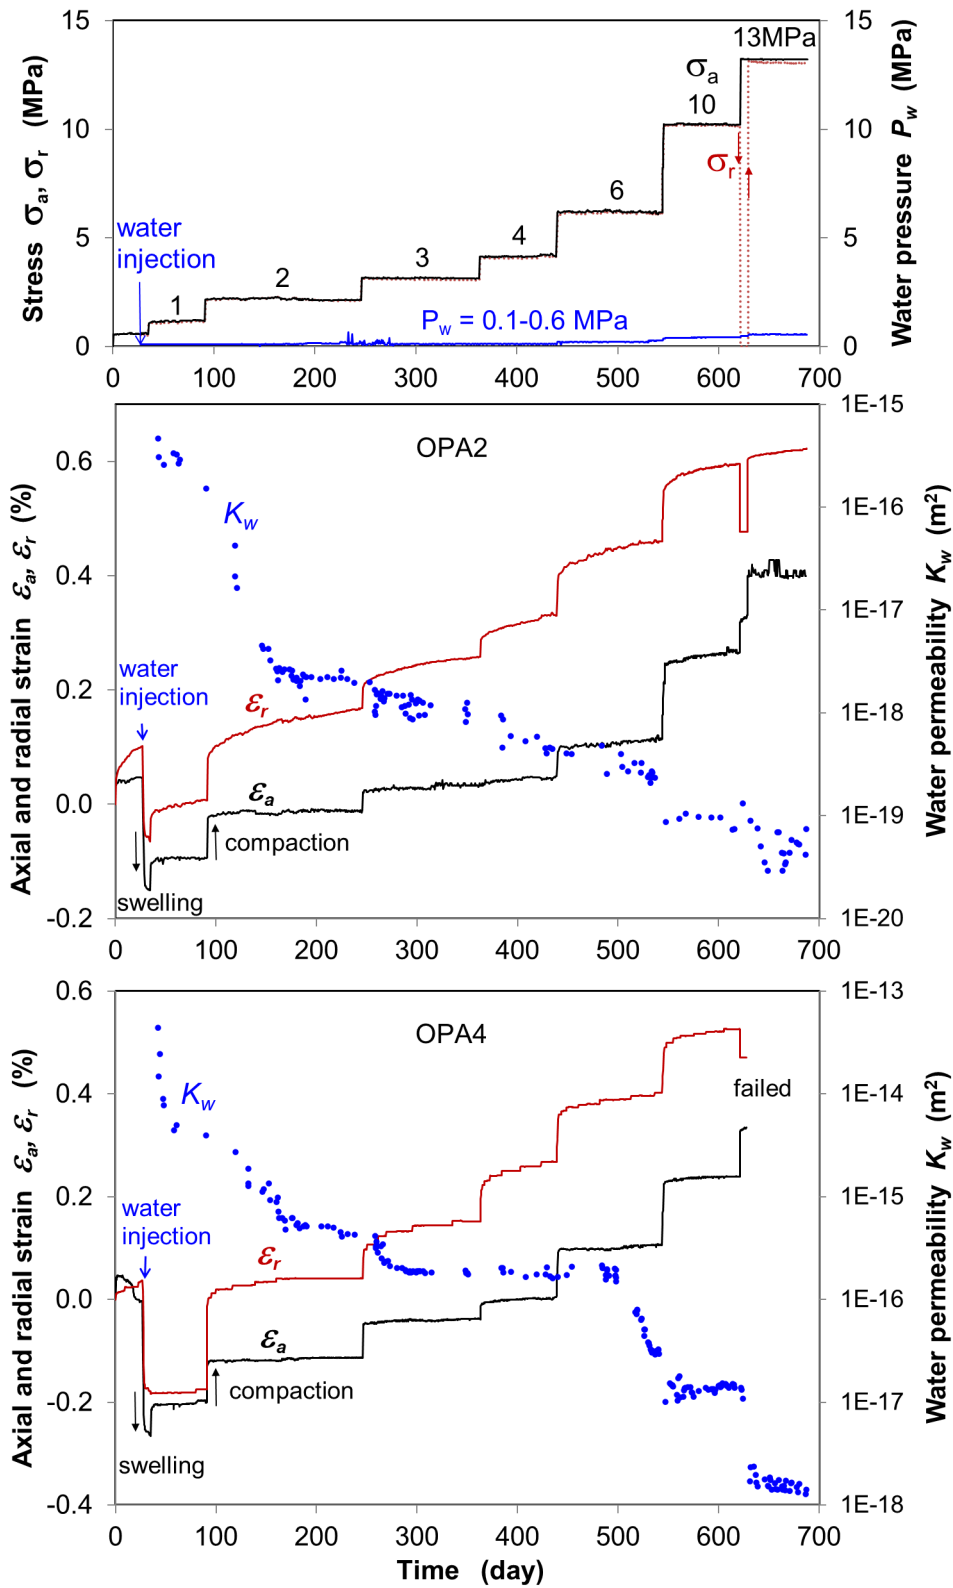 15
15
13MPa
σa
10
10
10
σr
6
water
injection
4
3
2
1
5
5
Pw = 0.1-0.6 MPa
0
0
0
100
200
300
400
500
600
700
Stress σa, σr (MPa)
Water pressure Pw (MPa)
1E-15
0.6
OPA2
1E-16
Kw
0.4
1E-17
water
injection
0.2
εr
1E-18
εa
0.0
1E-19
compaction
swelling
-0.2
1E-20
0
100
200
300
400
500
600
700
Axial and radial strain εa, εr (%)
Water permeability Kw (m2)
0.6
1E-13
OPA4
failed
Kw
0.4
1E-14
0.2
1E-15
water
injection
εr
0.0
1E-16
εa
compaction
-0.2
1E-17
swelling
-0.4
1E-18
0
100
200
300
400
500
600
700
Axial and radial strain εa, εr (%)
Water permeability Kw (m2)
Time (day)